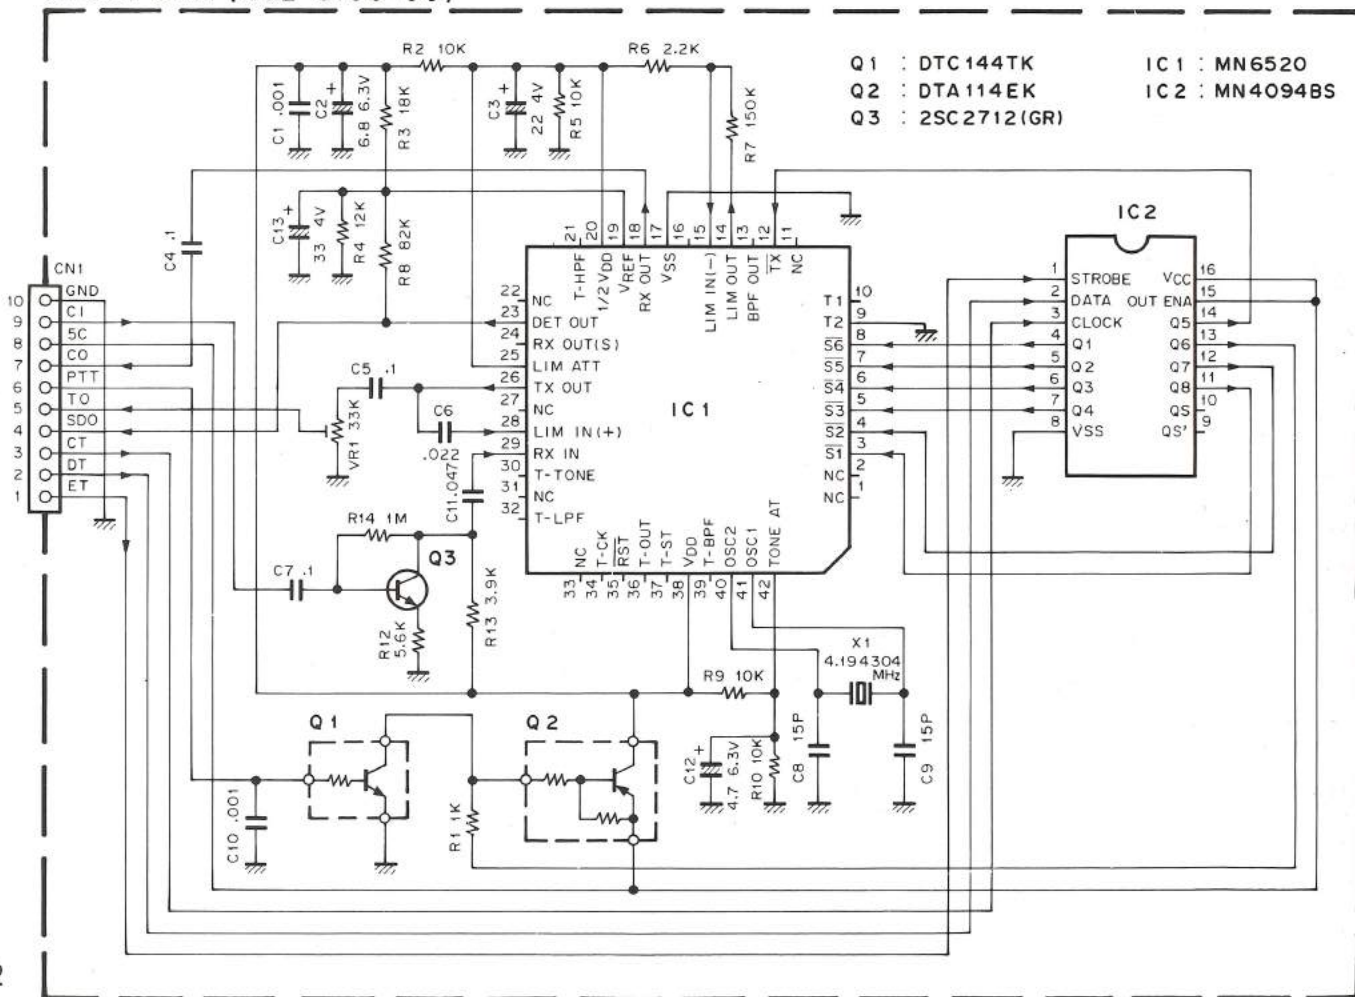 R2 10K
R6 2.2K
Q1 : DTC144TK
Q2 : DTA114EK
Q3 : 2SC2712(GR)
IC1 : MN6520
IC2 : MN4094BS
C1 .001
C2 + 6.8 6.3V
R3 18K
C3 + 22 4V
R5 10K
R7 150K
C4 .1
C13 + 33 4V
R4 12K
R8 82K
IC2
CN1
10 GND
9 CI
8 5C
7 CO
6 PTT
5 TO
4 SDO
3 CT
2 DT
1 ET
21 T-HPF
20 1/2VDD
19 VREF
18 RX OUT
17 VSS
16
15 LIM IN(-)
14 LIM OUT
13 BPF OUT
12 TX
11 NC
22 NC
23 DET OUT
24 RX OUT(S)
25 LIM ATT
26 TX OUT
27 NC
28 LIM IN(+)
29 RX IN
30 T-TONE
31 NC
32 T-LPF
IC1
T1 10
T2 9
S6 8
S5 7
S4 6
S3 5
S2 4
S1 3
NC 2
NC 1
33 NC
34 T-CK
35 RST
36 T-OUT
37 T-ST
38 VDD
39 T-BPF
40 OSC2
41 OSC1
42 TONE AT
1 STROBE
2 DATA
3 CLOCK
4 Q1
5 Q2
6 Q3
7 Q4
8 VSS
VCC 16
OUT ENA 15
Q5 14
Q6 13
Q7 12
Q8 11
QS 10
QS' 9
C5 .1
VR1 33K
C6 .022
C11 .047
R14 1M
Q3
C7 .1
R12 5.6K
R13 3.9K
X1
4.194304
MHz
R9 10K
Q1
Q2
C10 .001
R1 1K
C12 + 4.7 6.3V
R10 10K
C8 15P
C9 15P
2